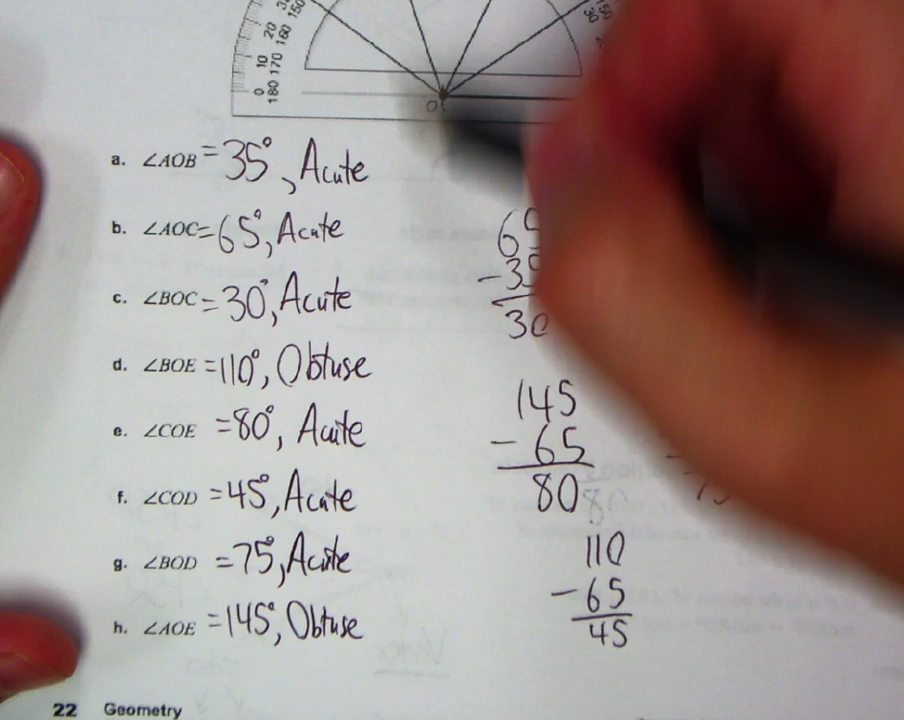 0 10 20
180 170 160 150
O
a. ∠AOB = 35°, Acute
b. ∠AOC = 65°, Acute
c. ∠BOC = 30°, Acute
30
d. ∠BOE = 110°, Obtuse
145
e. ∠COE = 80°, Acute
- 65
80
f. ∠COD = 45°, Acute
110
g. ∠BOD = 75°, Acute
- 65
45
h. ∠AOE = 145°, Obtuse
22 Geometry